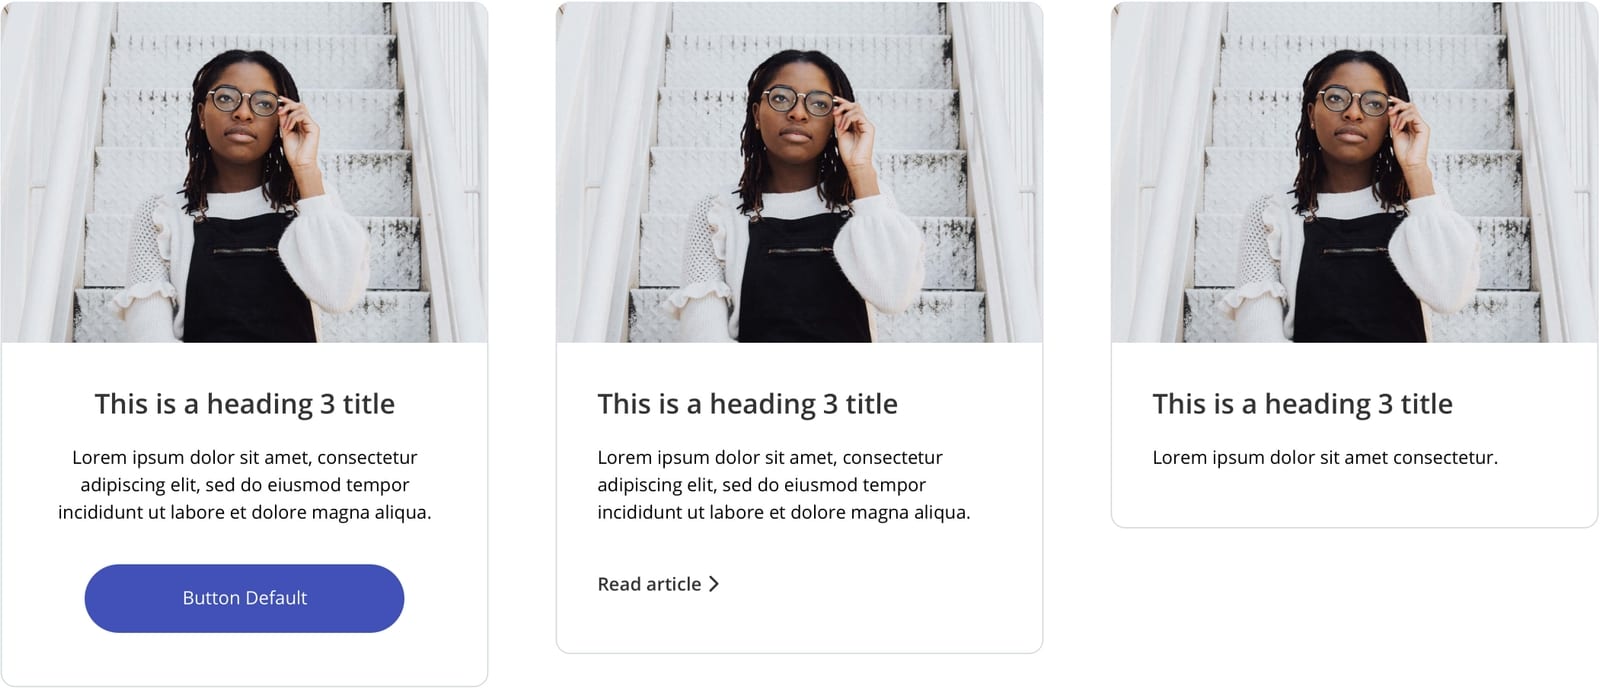 This is a heading 3 title
Lorem ipsum dolor sit amet, consectetur
adipiscing elit, sed do eiusmod tempor
incididunt ut labore et dolore magna aliqua.
Button Default
This is a heading 3 title
Lorem ipsum dolor sit amet, consectetur
adipiscing elit, sed do eiusmod tempor
incididunt ut labore et dolore magna aliqua.
Read article
This is a heading 3 title
Lorem ipsum dolor sit amet consectetur.